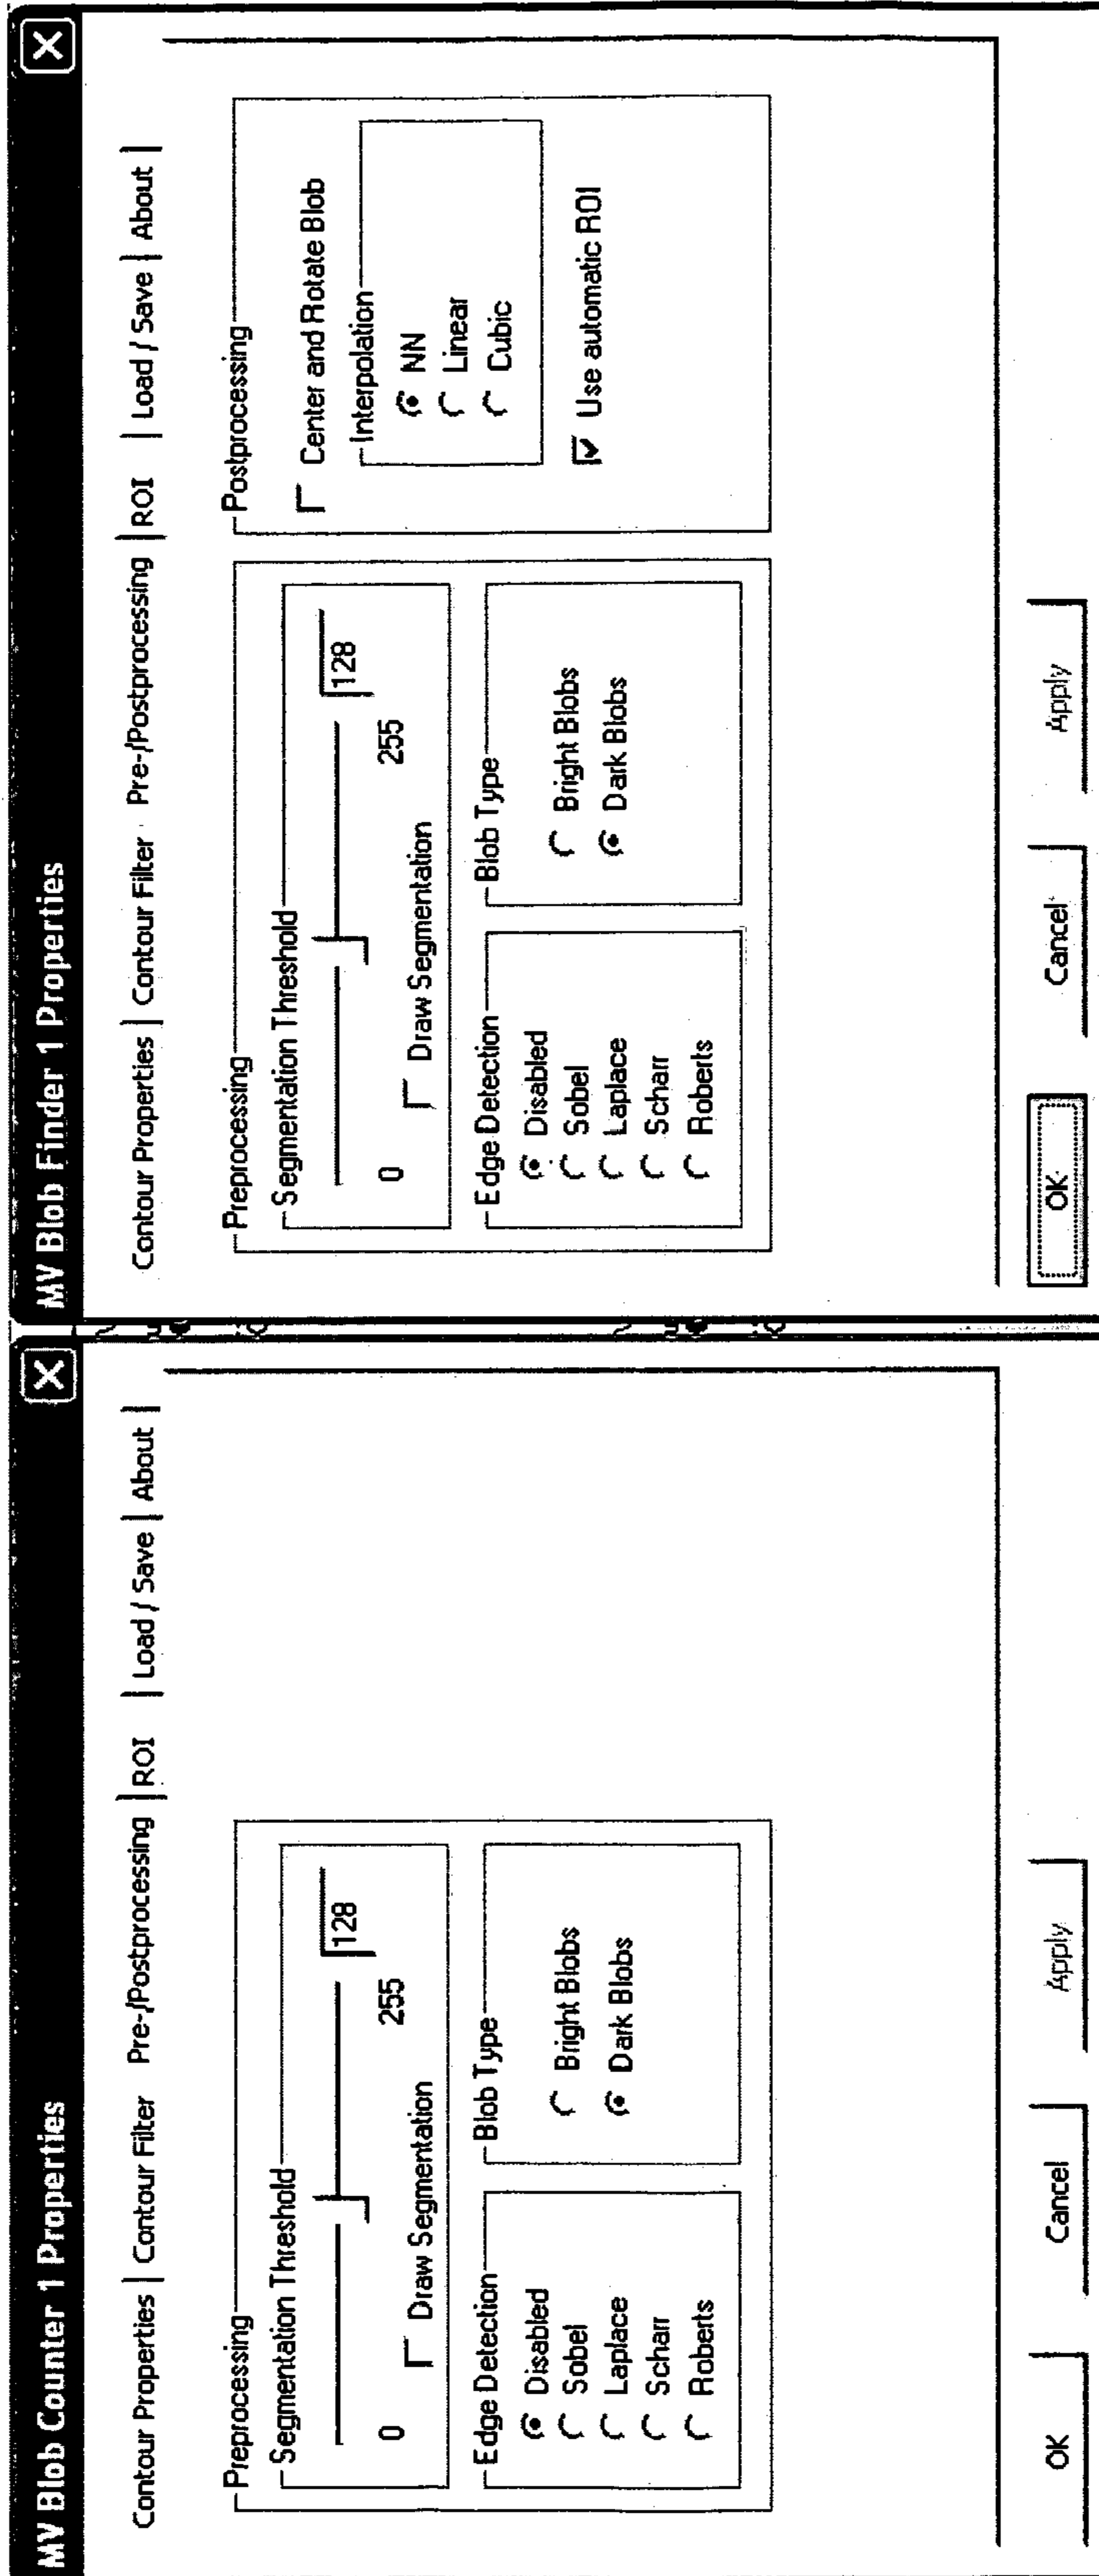 MV Blob Counter 1 Properties
Contour Properties Contour Filter Pre-/Postprocessing ROI Load / Save About
Preprocessing
Segmentation Threshold
128
0 255
Draw Segmentation
Edge Detection
Disabled
Sobel
Laplace
Scharr
Roberts
Blob Type
Bright Blobs
Dark Blobs
OK Cancel Apply
MV Blob Finder 1 Properties
Contour Properties Contour Filter Pre-/Postprocessing ROI Load / Save About
Preprocessing
Segmentation Threshold
128
0 255
Draw Segmentation
Edge Detection
Disabled
Sobel
Laplace
Scharr
Roberts
Blob Type
Bright Blobs
Dark Blobs
Postprocessing
Center and Rotate Blob
Interpolation
NN
Linear
Cubic
Use automatic ROI
OK Cancel Apply